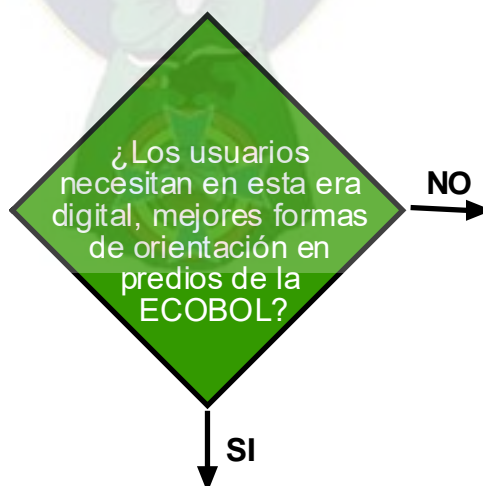 ¿Los usuarios
necesitan en esta era
digital, mejores formas
de orientación en
predios de la
ECOBOL?
NO
SI